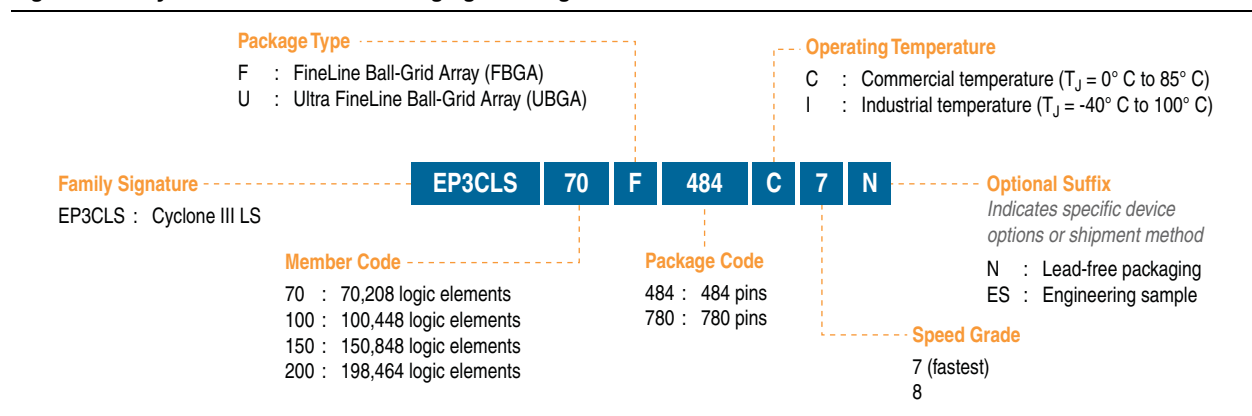 Package Type
F : FineLine Ball-Grid Array (FBGA)
U : Ultra FineLine Ball-Grid Array (UBGA)
Operating Temperature
C : Commercial temperature (TJ = 0° C to 85° C)
I : Industrial temperature (TJ = -40° C to 100° C)
EP3CLS 70 F 484 C 7 N
Family Signature
EP3CLS : Cyclone III LS
Optional Suffix
Indicates specific device
options or shipment method
N : Lead-free packaging
ES : Engineering sample
Member Code
70 : 70,208 logic elements
100 : 100,448 logic elements
150 : 150,848 logic elements
200 : 198,464 logic elements
Package Code
484 : 484 pins
780 : 780 pins
Speed Grade
7 (fastest)
8